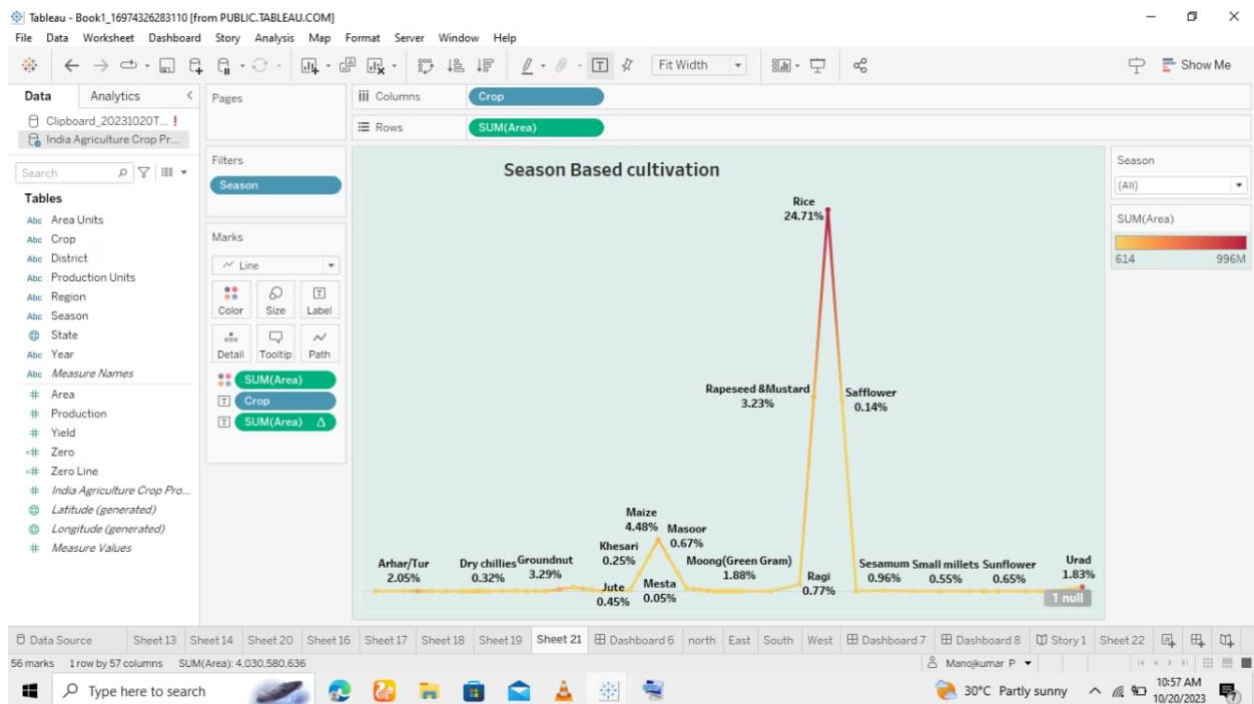 Tableau - Book1_16974326283110 [from PUBLIC.TABLEAU.COM]
File Data Worksheet Dashboard Story Analysis Map Format Server Window Help
Fit Width
Show Me
Data Analytics
Clipboard_20231020T... !
India Agriculture Crop Pr...
Search
Tables
Abc Area Units
Abc Crop
Abc District
Abc Production Units
Abc Region
Abc Season
State
Abc Year
Abc Measure Names
# Area
# Production
# Yield
=# Zero
=# Zero Line
# India Agriculture Crop Pro...
Latitude (generated)
Longitude (generated)
# Measure Values
Pages
Filters
Season
Marks
Line
Color Size Label
Detail Tooltip Path
SUM(Area)
Crop
SUM(Area) Δ
Columns Crop
Rows SUM(Area)
Season Based cultivation
Rice
24.71%
Rapeseed &Mustard
3.23%
Safflower
0.14%
Maize
4.48%
Masoor
0.67%
Khesari
0.25%
Moong(Green Gram)
1.88%
Arhar/Tur
2.05%
Dry chillies
0.32%
Groundnut
3.29%
Jute
0.45%
Mesta
0.05%
Ragi
0.77%
Sesamum
0.96%
Small millets
0.55%
Sunflower
0.65%
Urad
1.83%
1 null
Season
(All)
SUM(Area)
614 996M
Data Source Sheet 13 Sheet 14 Sheet 20 Sheet 16 Sheet 17 Sheet 18 Sheet 19 Sheet 21 Dashboard 6 north East South West Dashboard 7 Dashboard 8 Story 1 Sheet 22
56 marks 1 row by 57 columns SUM(Area): 4,030,580,636
Manojkumar P
Type here to search
30°C Partly sunny
10:57 AM
10/20/2023
7